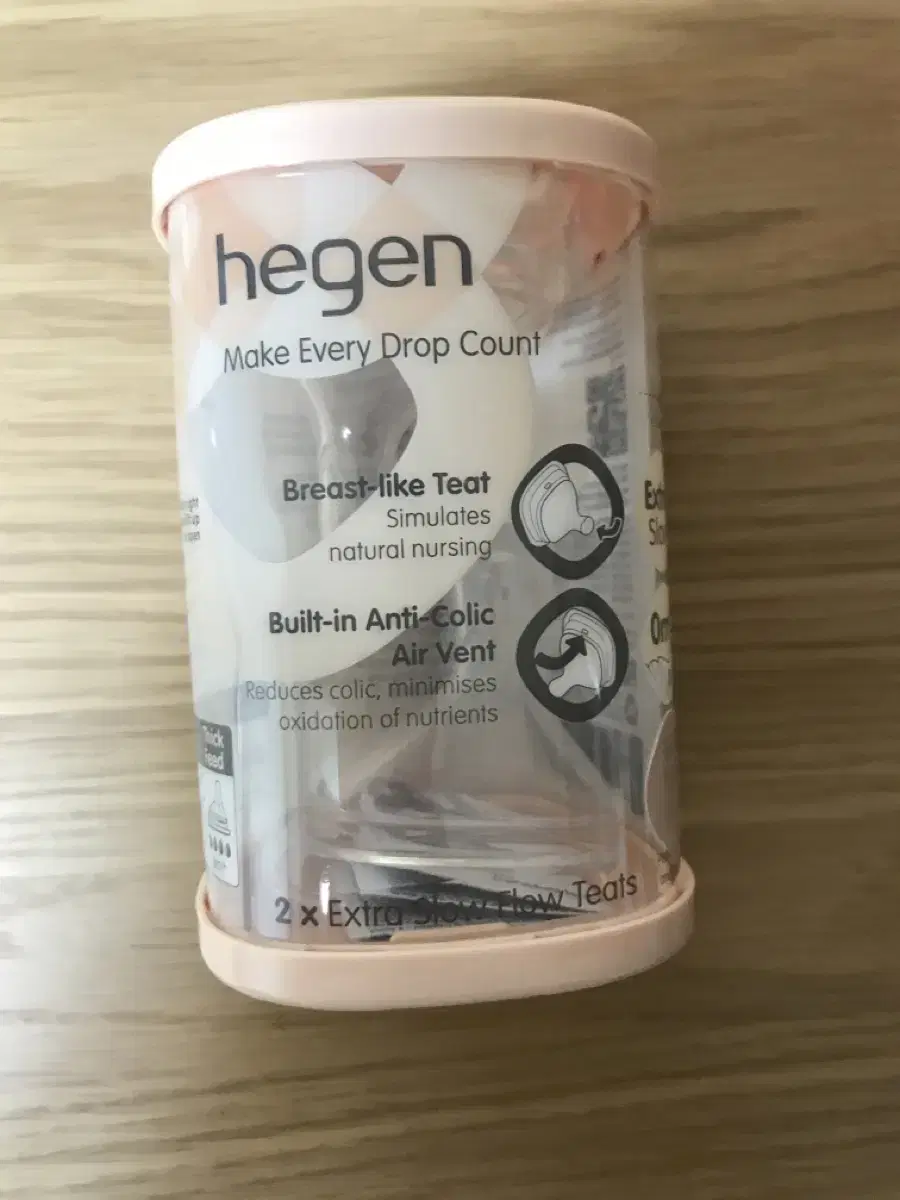 hegen
Make Every Drop Count
Breast-like Teat
Simulates
natural nursing
Built-in Anti-Colic
Air Vent
Reduces colic, minimises
oxidation of nutrients
Thick
Feed
2 x Extra Slow Flow Teats